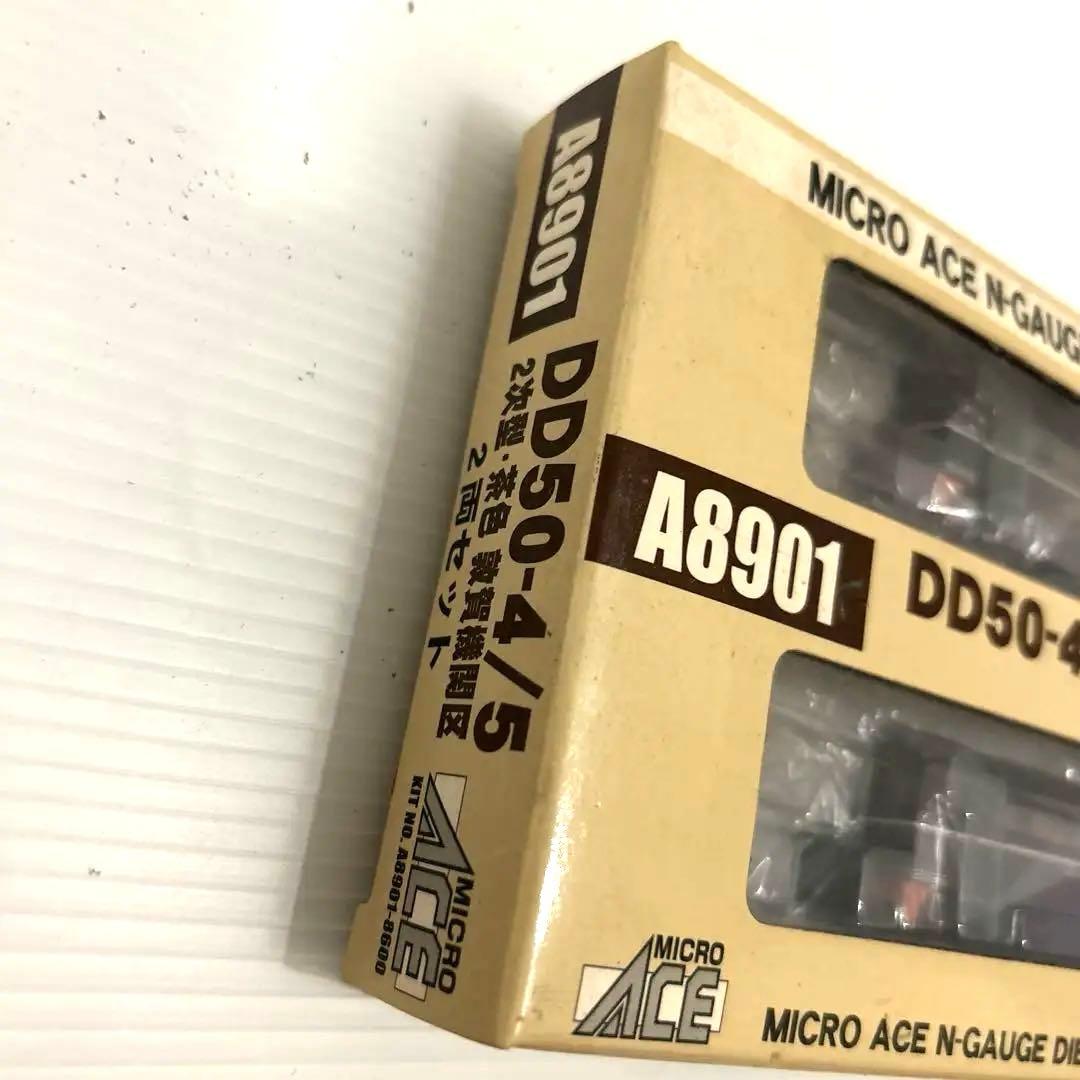 A8901
DD50-4/5
2次型・茶色 敦賀機関区
2両セット
MICRO
ACE
KIT NO. A8901-8600
MICRO ACE N-GAUGE
A8901
DD50-4
MICRO
ACE
MICRO ACE N-GAUGE DIE